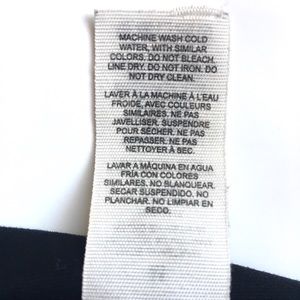 MACHINE WASH COLD
WATER, WITH SIMILAR
COLORS. DO NOT BLEACH.
LINE DRY. DO NOT IRON. DO
NOT DRY CLEAN.
LAVER À LA MACHINE À L'EAU
FROIDE, AVEC COULEURS
SIMILAIRES. NE PAS
JAVELLISER. SUSPENDRE
POUR SÉCHER. NE PAS
REPASSER. NE PAS
NETTOYER À SEC.
LAVAR A MÁQUINA EN AGUA
FRÍA CON COLORES
SIMILARES. NO BLANQUEAR.
SEGAR SUSPENDIDO. NO
PLANCHAR. NO LIMPIAR EN
SEDO.